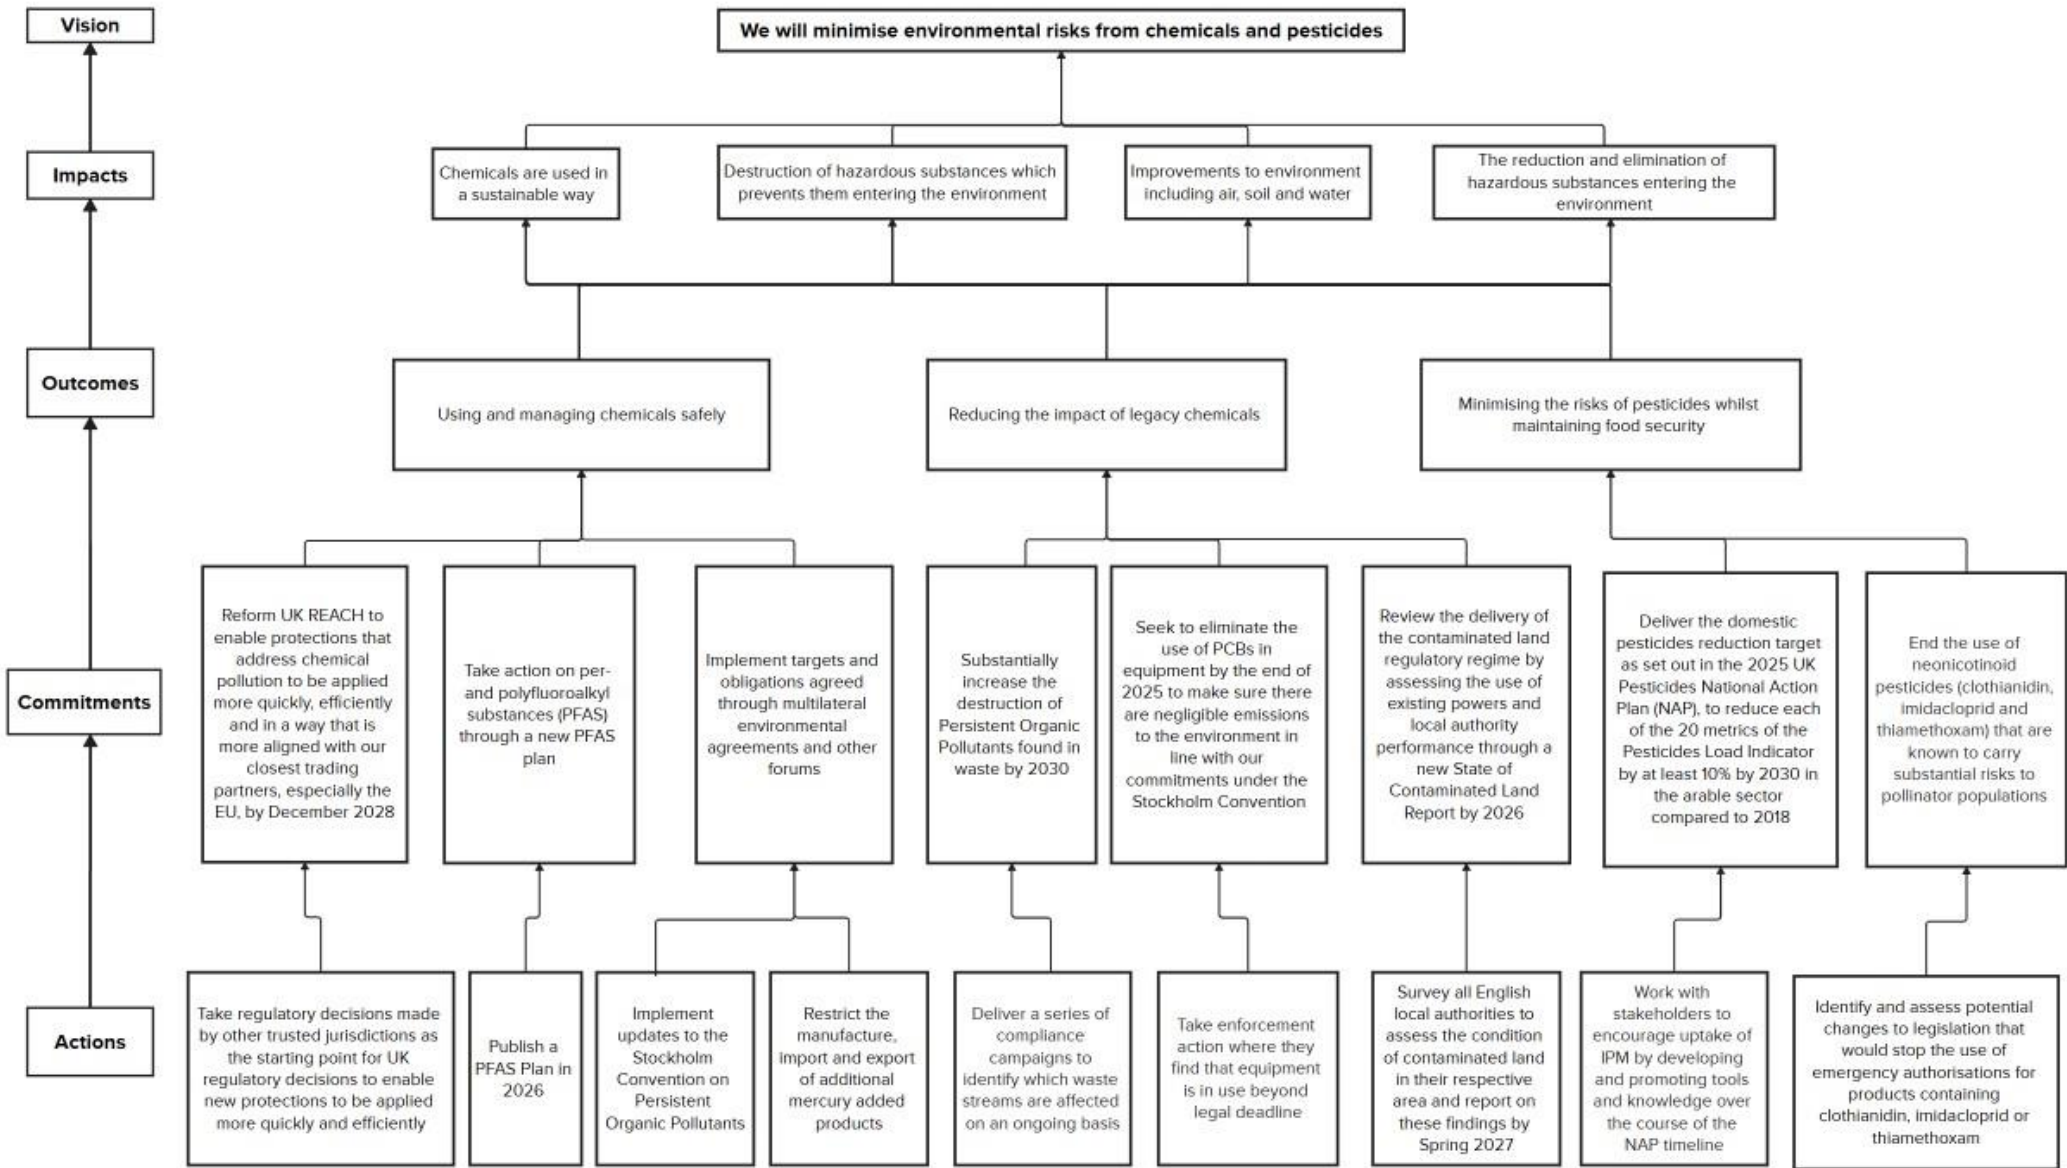 Vision
We will minimise environmental risks from chemicals and pesticides
Impacts
Chemicals are used in
a sustainable way
Destruction of hazardous substances which
prevents them entering the environment
Improvements to environment
including air, soil and water
The reduction and elimination of
hazardous substances entering the
environment
Outcomes
Using and managing chemicals safely
Reducing the impact of legacy chemicals
Minimising the risks of pesticides whilst
maintaining food security
Commitments
Reform UK REACH to
enable protections that
address chemical
pollution to be applied
more quickly, efficiently
and in a way that is
more aligned with our
closest trading
partners, especially the
EU, by December 2028
Take action on per-
and polyfluoroalkyl
substances (PFAS)
through a new PFAS
plan
Implement targets and
obligations agreed
through multilateral
environmental
agreements and other
forums
Substantially
increase the
destruction of
Persistent Organic
Pollutants found in
waste by 2030
Seek to eliminate the
use of PCBs in
equipment by the end of
2025 to make sure there
are negligible emissions
to the environment in
line with our
commitments under the
Stockholm Convention
Review the delivery of
the contaminated land
regulatory regime by
assessing the use of
existing powers and
local authority
performance through a
new State of
Contaminated Land
Report by 2026
Deliver the domestic
pesticides reduction target
as set out in the 2025 UK
Pesticides National Action
Plan (NAP), to reduce each
of the 20 metrics of the
Pesticides Load Indicator
by at least 10% by 2030 in
the arable sector
compared to 2018
End the use of
neonicotinoid
pesticides (clothianidin,
imidacloprid and
thiamethoxam) that are
known to carry
substantial risks to
pollinator populations
Actions
Take regulatory decisions made
by other trusted jurisdictions as
the starting point for UK
regulatory decisions to enable
new protections to be applied
more quickly and efficiently
Publish a
PFAS Plan in
2026
Implement
updates to the
Stockholm
Convention on
Persistent
Organic Pollutants
Restrict the
manufacture,
import and export
of additional
mercury added
products
Deliver a series of
compliance
campaigns to
identify which waste
streams are affected
on an ongoing basis
Take enforcement
action where they
find that equipment
is in use beyond
legal deadline
Survey all English
local authorities to
assess the condition
of contaminated land
in their respective
area and report on
these findings by
Spring 2027
Work with
stakeholders to
encourage uptake of
IPM by developing
and promoting tools
and knowledge over
the course of the
NAP timeline
Identify and assess potential
changes to legislation that
would stop the use of
emergency authorisations for
products containing
clothianidin, imidacloprid or
thiamethoxam